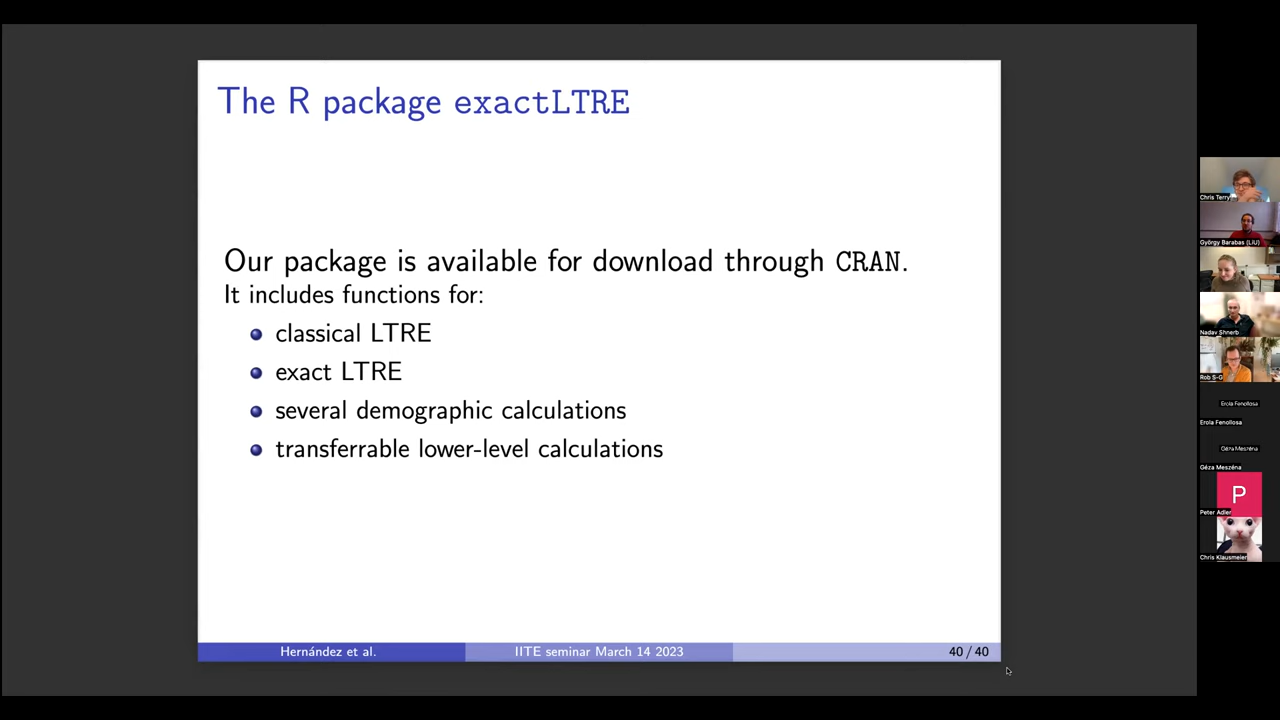 The R package exactLTRE
Our package is available for download through CRAN.
It includes functions for:
classical LTRE
exact LTRE
several demographic calculations
transferrable lower-level calculations
Hernández et al.
IITE seminar March 14 2023
40 / 40
Chris Terry
György Barabas (LiU)
Nadav Shnerb
Rob S-G
Erola Fenollosa
Erola Fenollosa
Géza Meszéna
Géza Meszéna
P
Peter Adler
Chris Klausmeier